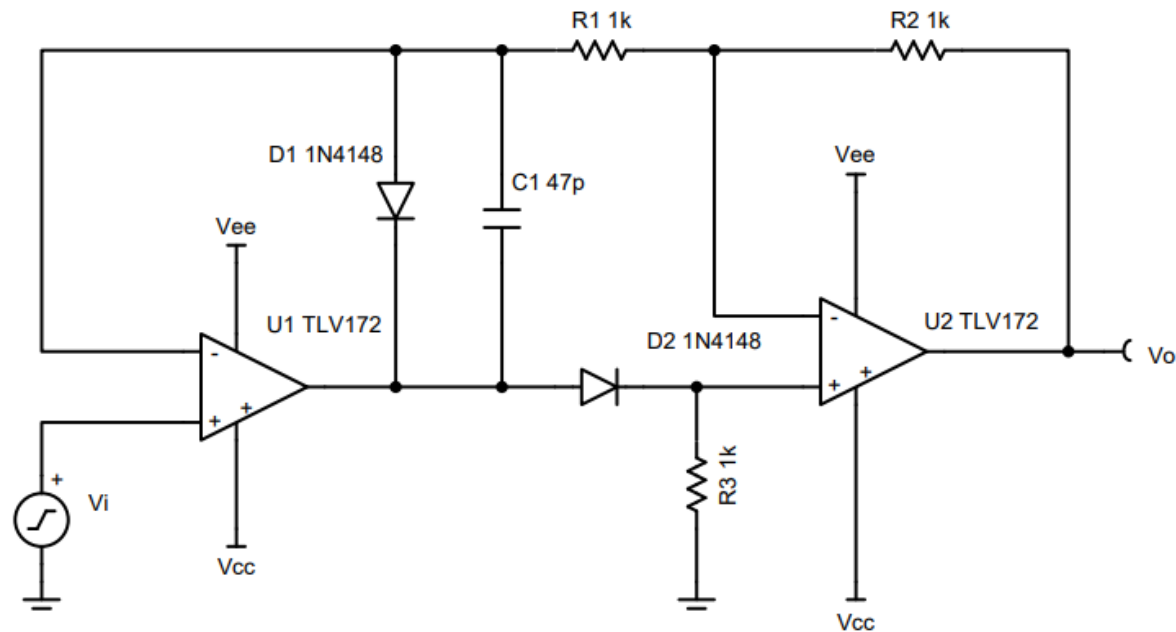 R1 1k
R2 1k
D1 1N4148
C1 47p
Vee
Vee
U1 TLV172
D2 1N4148
U2 TLV172
-
+
+
-
+
+
Vo
+
Vi
R3 1k
Vcc
Vcc